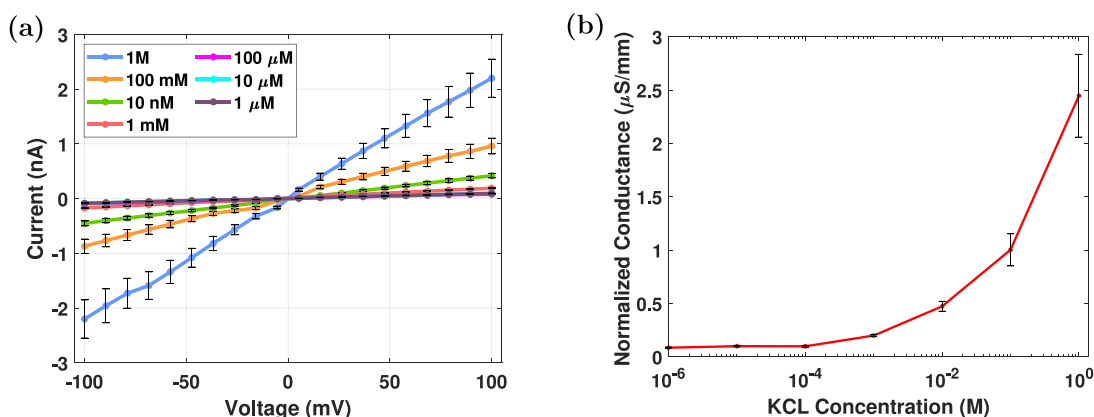 (a)
3
2
1
0
-1
-2
-3
Current (nA)
1M
100 mM
10 nM
1 mM
100 μM
10 μM
1 μM
-100
-50
0
50
100
Voltage (mV)
(b)
3
2.5
2
1.5
1
0.5
0
Normalized Conductance (μS/mm)
10⁻⁶
10⁻⁴
10⁻²
10⁰
KCL Concentration (M)